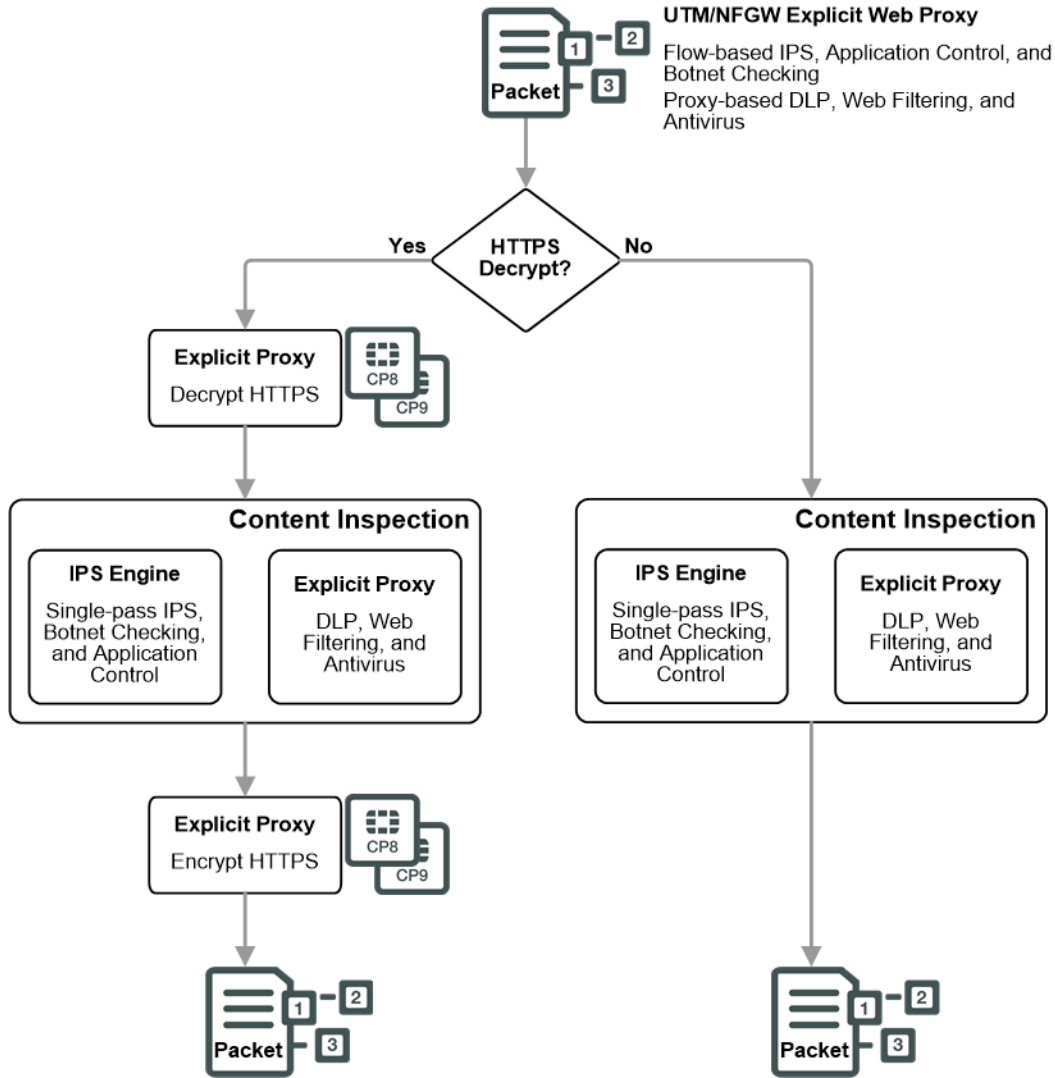 UTM/NFGW Explicit Web Proxy
Flow-based IPS, Application Control, and
Botnet Checking
Proxy-based DLP, Web Filtering, and
Antivirus
1
2
3
Packet
HTTPS
Decrypt?
Yes
No
Explicit Proxy
Decrypt HTTPS
CP8
CP9
Content Inspection
IPS Engine
Single-pass IPS,
Botnet Checking,
and Application
Control
Explicit Proxy
DLP, Web
Filtering, and
Antivirus
Content Inspection
IPS Engine
Single-pass IPS,
Botnet Checking,
and Application
Control
Explicit Proxy
DLP, Web
Filtering, and
Antivirus
Explicit Proxy
Encrypt HTTPS
CP8
CP9
1
2
3
Packet
1
2
3
Packet